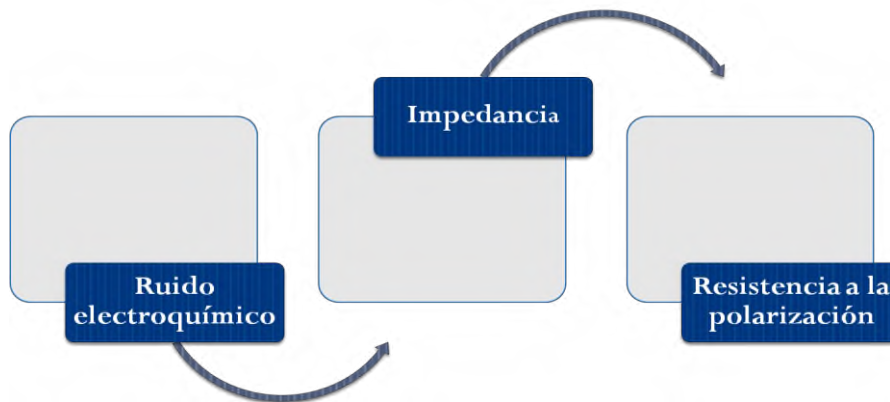 Ruido
electroquímico
Impedancia
Resistencia a la
polarización